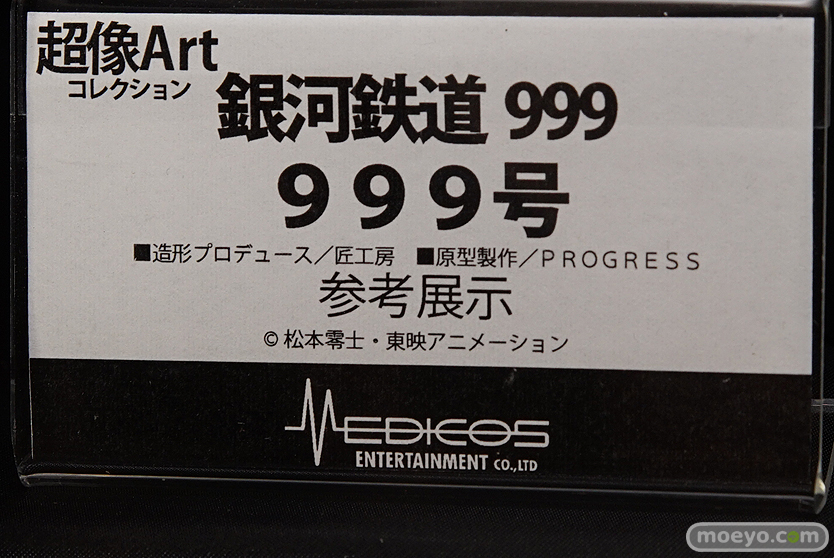 超像Art
コレクション
銀河鉄道 999
９９９号
■造形プロデュース／匠工房　■原型製作／ＰＲＯＧＲＥＳＳ
参考展示
© 松本零士・東映アニメーション
MEDICOS
ENTERTAINMENT CO.,LTD
moeyo.com